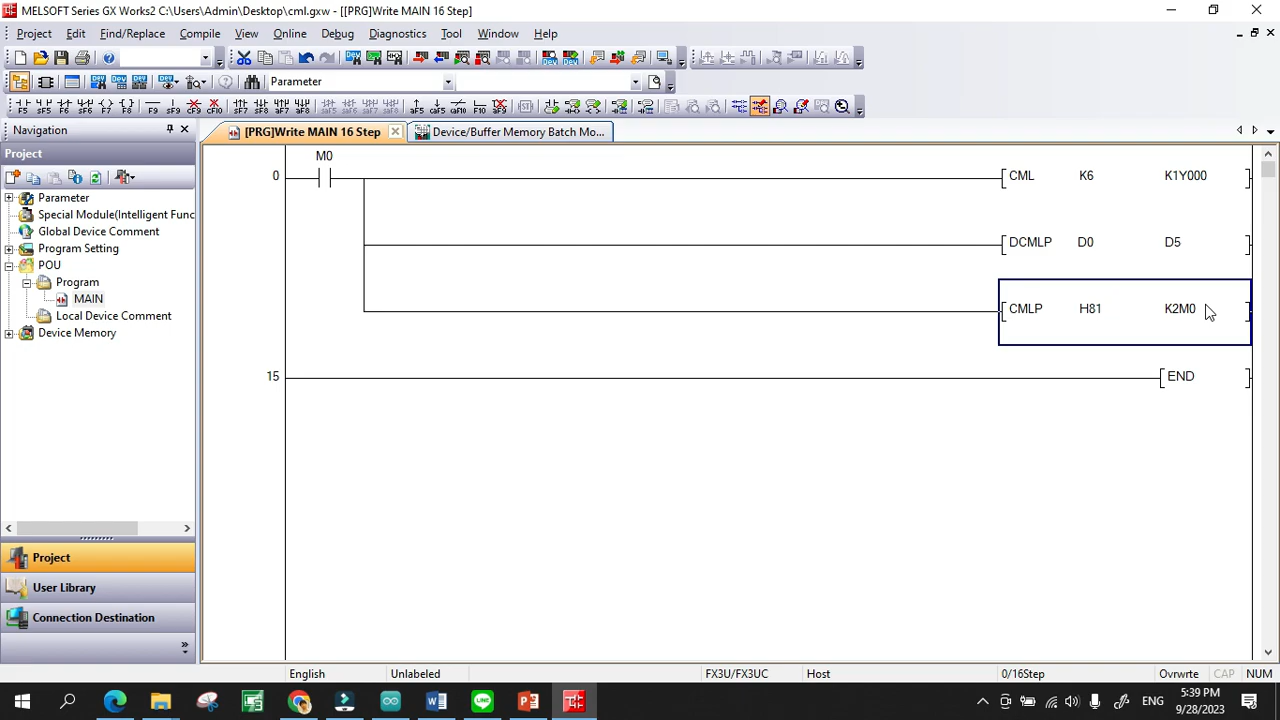 MELSOFT Series GX Works2 C:\Users\Admin\Desktop\cml.gxw - [[PRG]Write MAIN 16 Step]
Project Edit Find/Replace Compile View Online Debug Diagnostics Tool Window Help
Parameter
Navigation
[PRG]Write MAIN 16 Step
Device/Buffer Memory Batch Mo...
Project
Parameter
Special Module(Intelligent Func
Global Device Comment
Program Setting
POU
Program
MAIN
Local Device Comment
Device Memory
Project
User Library
Connection Destination
M0
0 CML K6 K1Y000
DCMLP D0 D5
CMLP H81 K2M0
15 END
English Unlabeled FX3U/FX3UC Host 0/16Step Ovrwrte CAP NUM
ENG
5:39 PM
9/28/2023